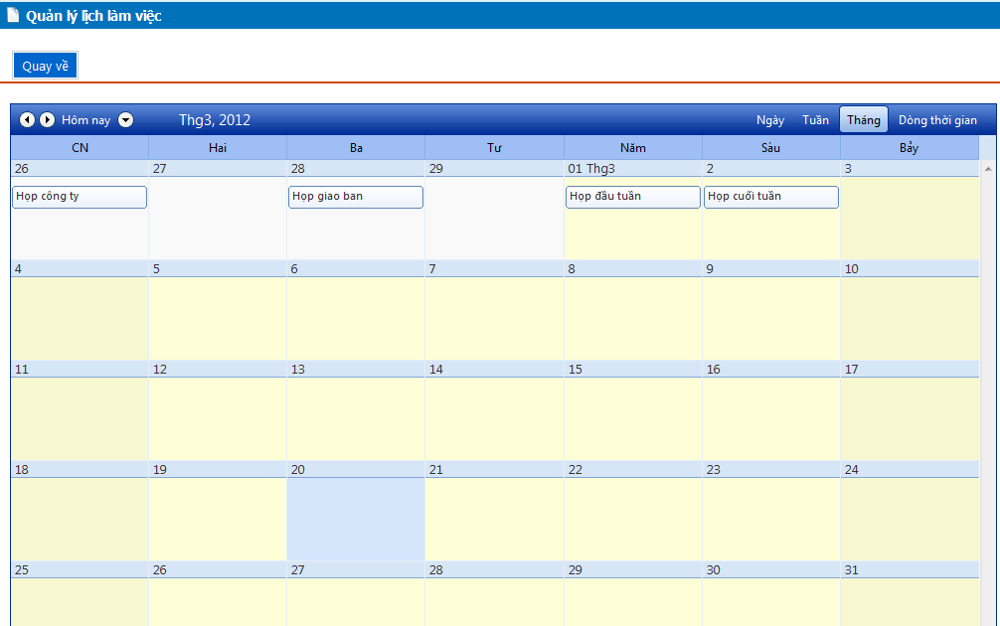 Quản lý lịch làm việc
Quay về
Hôm nay Thg3, 2012 Ngày Tuần Tháng Dòng thời gian
CN Hai Ba Tư Năm Sáu Bảy
26 27 28 29 01 Thg3 2 3
Họp công ty Họp giao ban Họp đầu tuần Họp cuối tuần
4 5 6 7 8 9 10
11 12 13 14 15 16 17
18 19 20 21 22 23 24
25 26 27 28 29 30 31